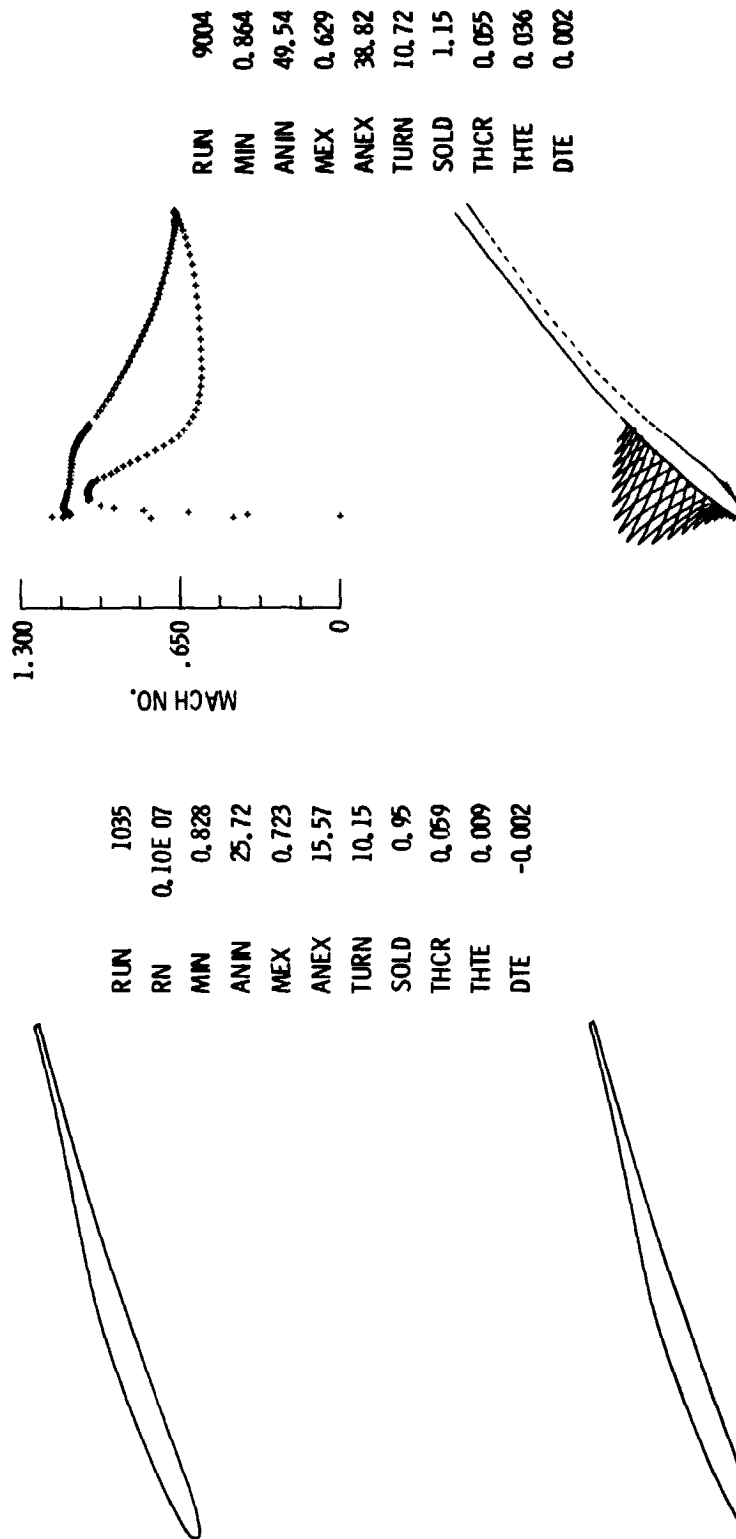 1.300
.650
0
MACH NO.
RUN 9004
MIN 0.864
ANIN 49.54
MEX 0.629
ANEX 38.82
TURN 10.72
SOLD 1.15
THCR 0.055
THTE 0.036
DTE 0.002
RUN 1035
RN 0.10E 07
MIN 0.828
ANIN 25.72
MEX 0.723
ANEX 15.57
TURN 10.15
SOLD 0.95
THCR 0.059
THTE 0.009
DTE -0.002